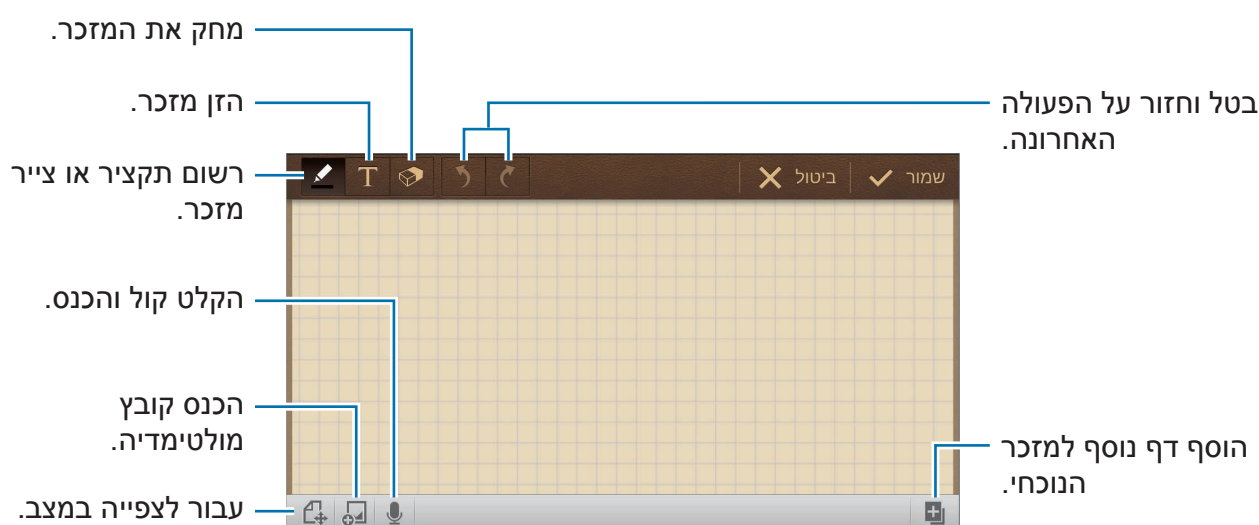 מחק את המזכר.
הזן מזכר.
בטל וחזור על הפעולה
האחרונה.
רשום תקציר או צייר
מזכר.
T
ביטול
שמור
הקלט קול והכנס.
הכנס קובץ
מולטימדיה.
הוסף דף נוסף למזכר
הנוכחי.
עבור לצפייה במצב.